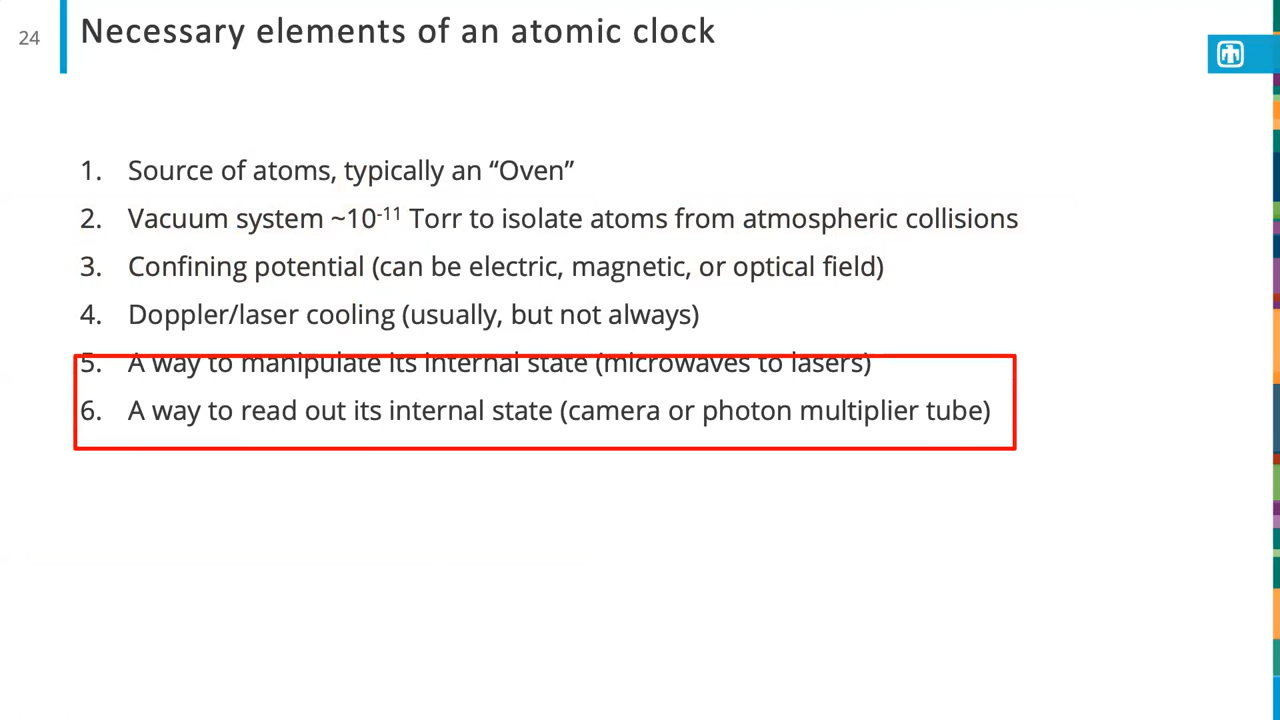 24
Necessary elements of an atomic clock
1. Source of atoms, typically an “Oven”
2. Vacuum system ~10⁻¹¹ Torr to isolate atoms from atmospheric collisions
3. Confining potential (can be electric, magnetic, or optical field)
4. Doppler/laser cooling (usually, but not always)
5. A way to manipulate its internal state (microwaves to lasers)
6. A way to read out its internal state (camera or photon multiplier tube)